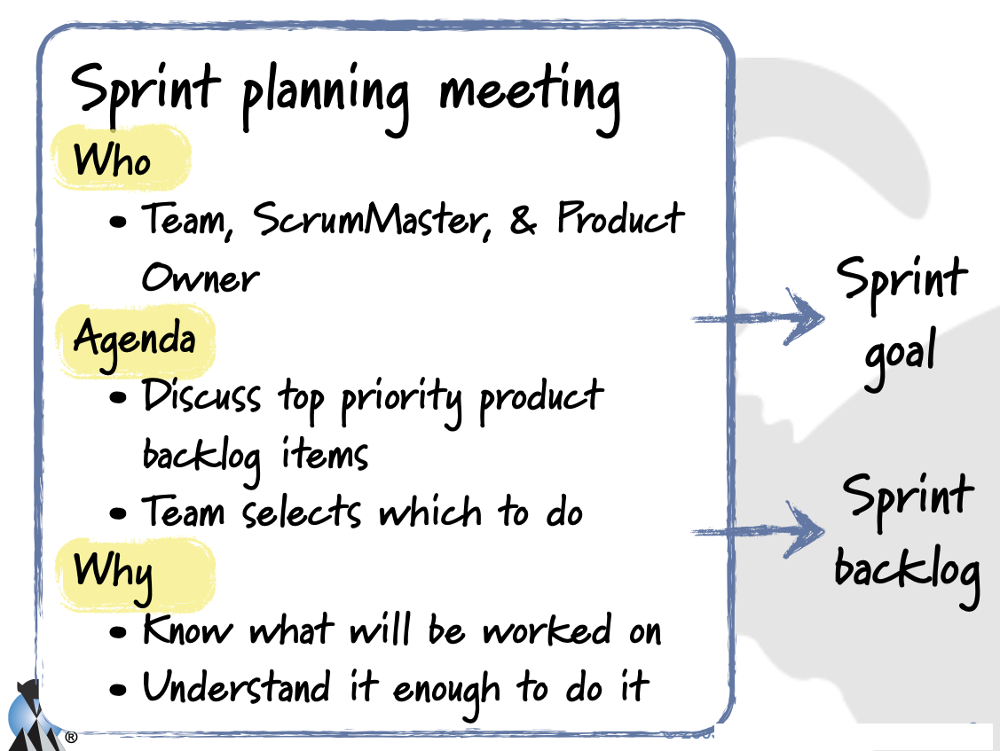 Sprint planning meeting
Who
• Team, ScrumMaster, & Product
Owner
Agenda
• Discuss top priority product
backlog items
• Team selects which to do
Why
• Know what will be worked on
• Understand it enough to do it
Sprint
goal
Sprint
backlog
®